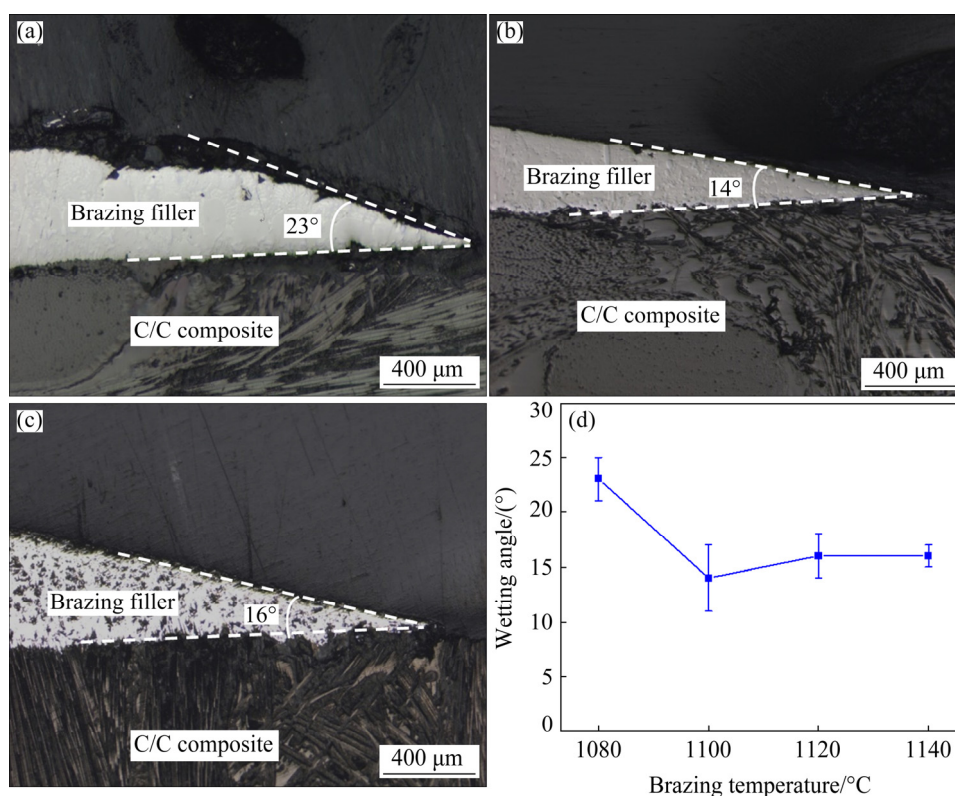 (a)
Brazing filler
23°
C/C composite
400 μm
(b)
Brazing filler
14°
C/C composite
400 μm
(c)
Brazing filler
16°
C/C composite
400 μm
(d)
30
25
20
15
10
5
0
Wetting angle/(°)
1080 1100 1120 1140
Brazing temperature/°C